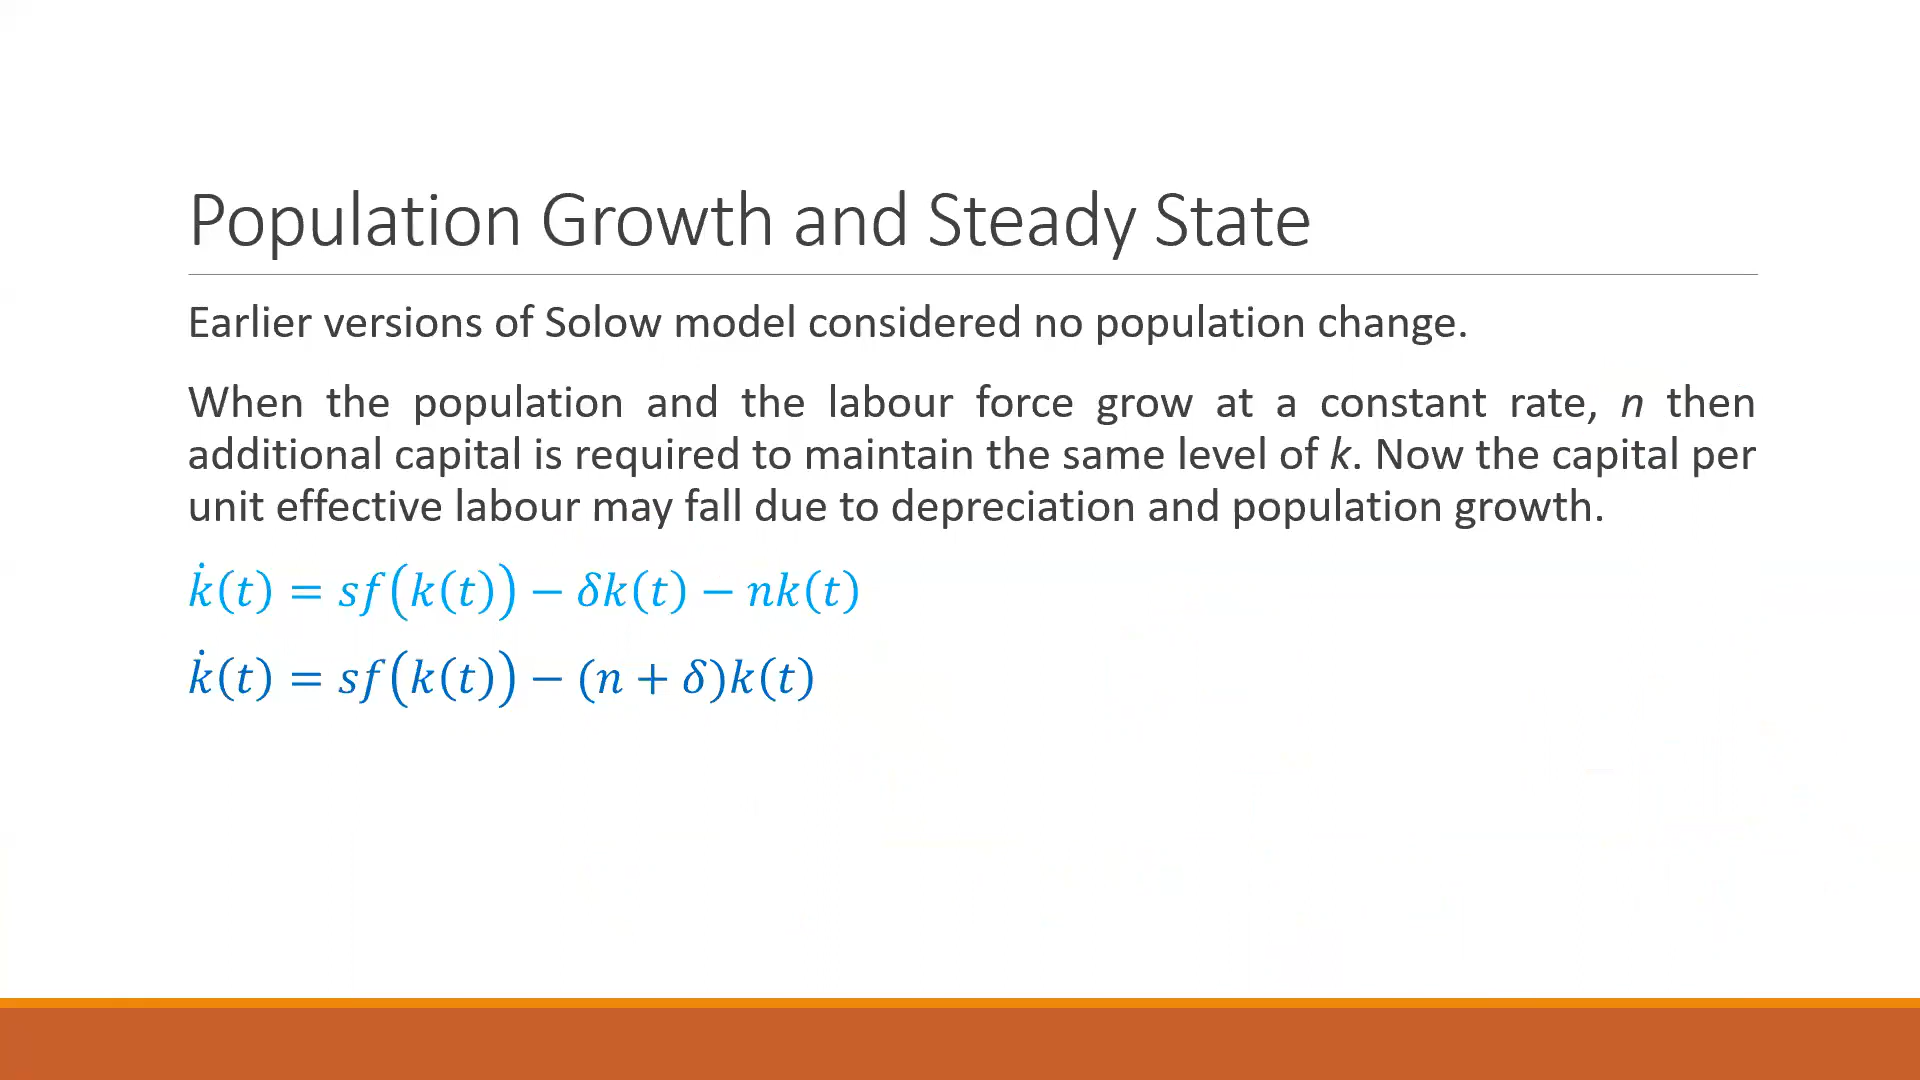 Population Growth and Steady State
Earlier versions of Solow model considered no population change.
When the population and the labour force grow at a constant rate, n then
additional capital is required to maintain the same level of k. Now the capital per
unit effective labour may fall due to depreciation and population growth.
k̇(t) = sf(k(t)) − δk(t) − nk(t)
k̇(t) = sf(k(t)) − (n + δ)k(t)